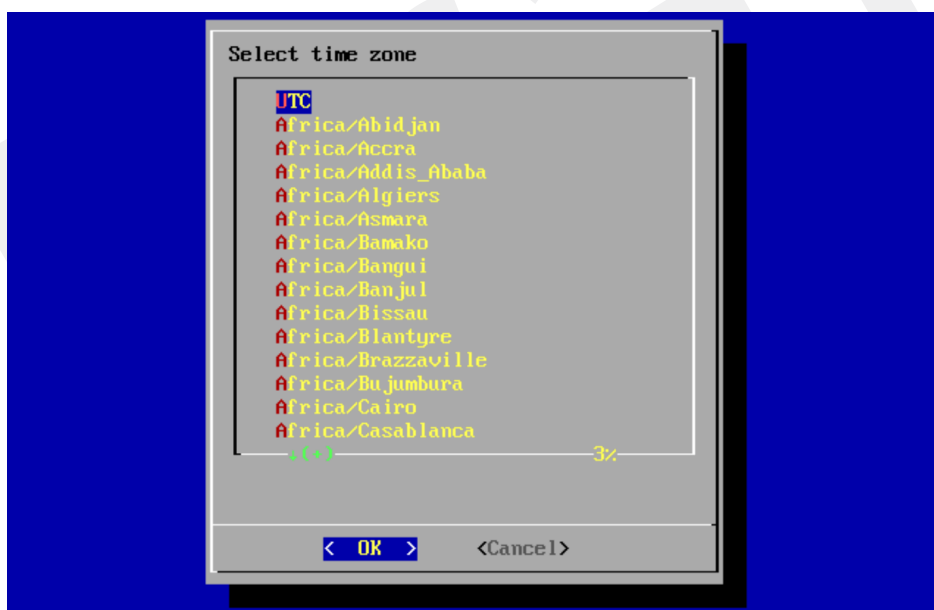 Select time zone
UTC
Africa/Abidjan
Africa/Accra
Africa/Addis_Ababa
Africa/Algiers
Africa/Asmara
Africa/Bamako
Africa/Bangui
Africa/Banjul
Africa/Bissau
Africa/Blantyre
Africa/Brazzaville
Africa/Bujumbura
Africa/Cairo
Africa/Casablanca
↓(+) 3%
< OK > <Cancel>